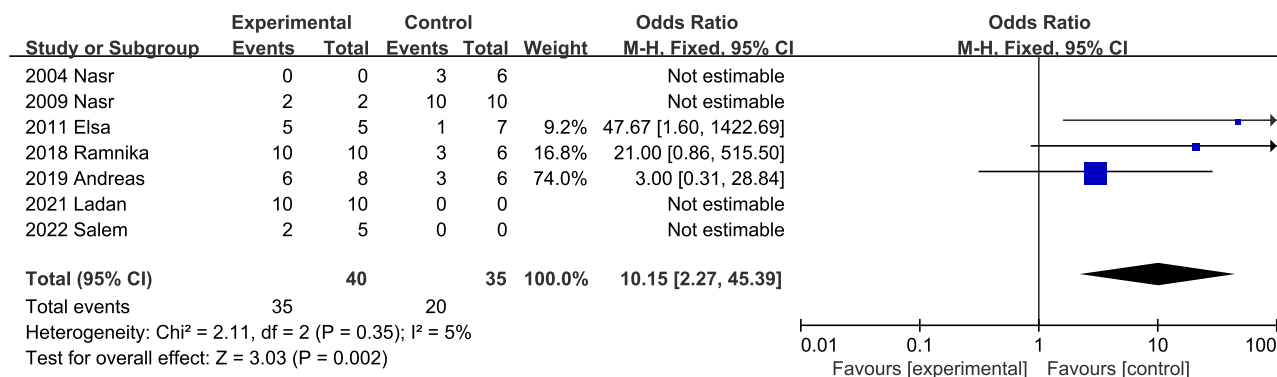 Experimental Control Odds Ratio Odds Ratio
Study or Subgroup Events Total Events Total Weight M-H, Fixed, 95% CI M-H, Fixed, 95% CI
2004 Nasr 0 0 3 6 Not estimable
2009 Nasr 2 2 10 10 Not estimable
2011 Elsa 5 5 1 7 9.2% 47.67 [1.60, 1422.69]
2018 Ramnika 10 10 3 6 16.8% 21.00 [0.86, 515.50]
2019 Andreas 6 8 3 6 74.0% 3.00 [0.31, 28.84]
2021 Ladan 10 10 0 0 Not estimable
2022 Salem 2 5 0 0 Not estimable
Total (95% CI) 40 35 100.0% 10.15 [2.27, 45.39]
Total events 35 20
Heterogeneity: Chi² = 2.11, df = 2 (P = 0.35); I² = 5%
Test for overall effect: Z = 3.03 (P = 0.002)
0.01 0.1 1 10 100
Favours [experimental] Favours [control]